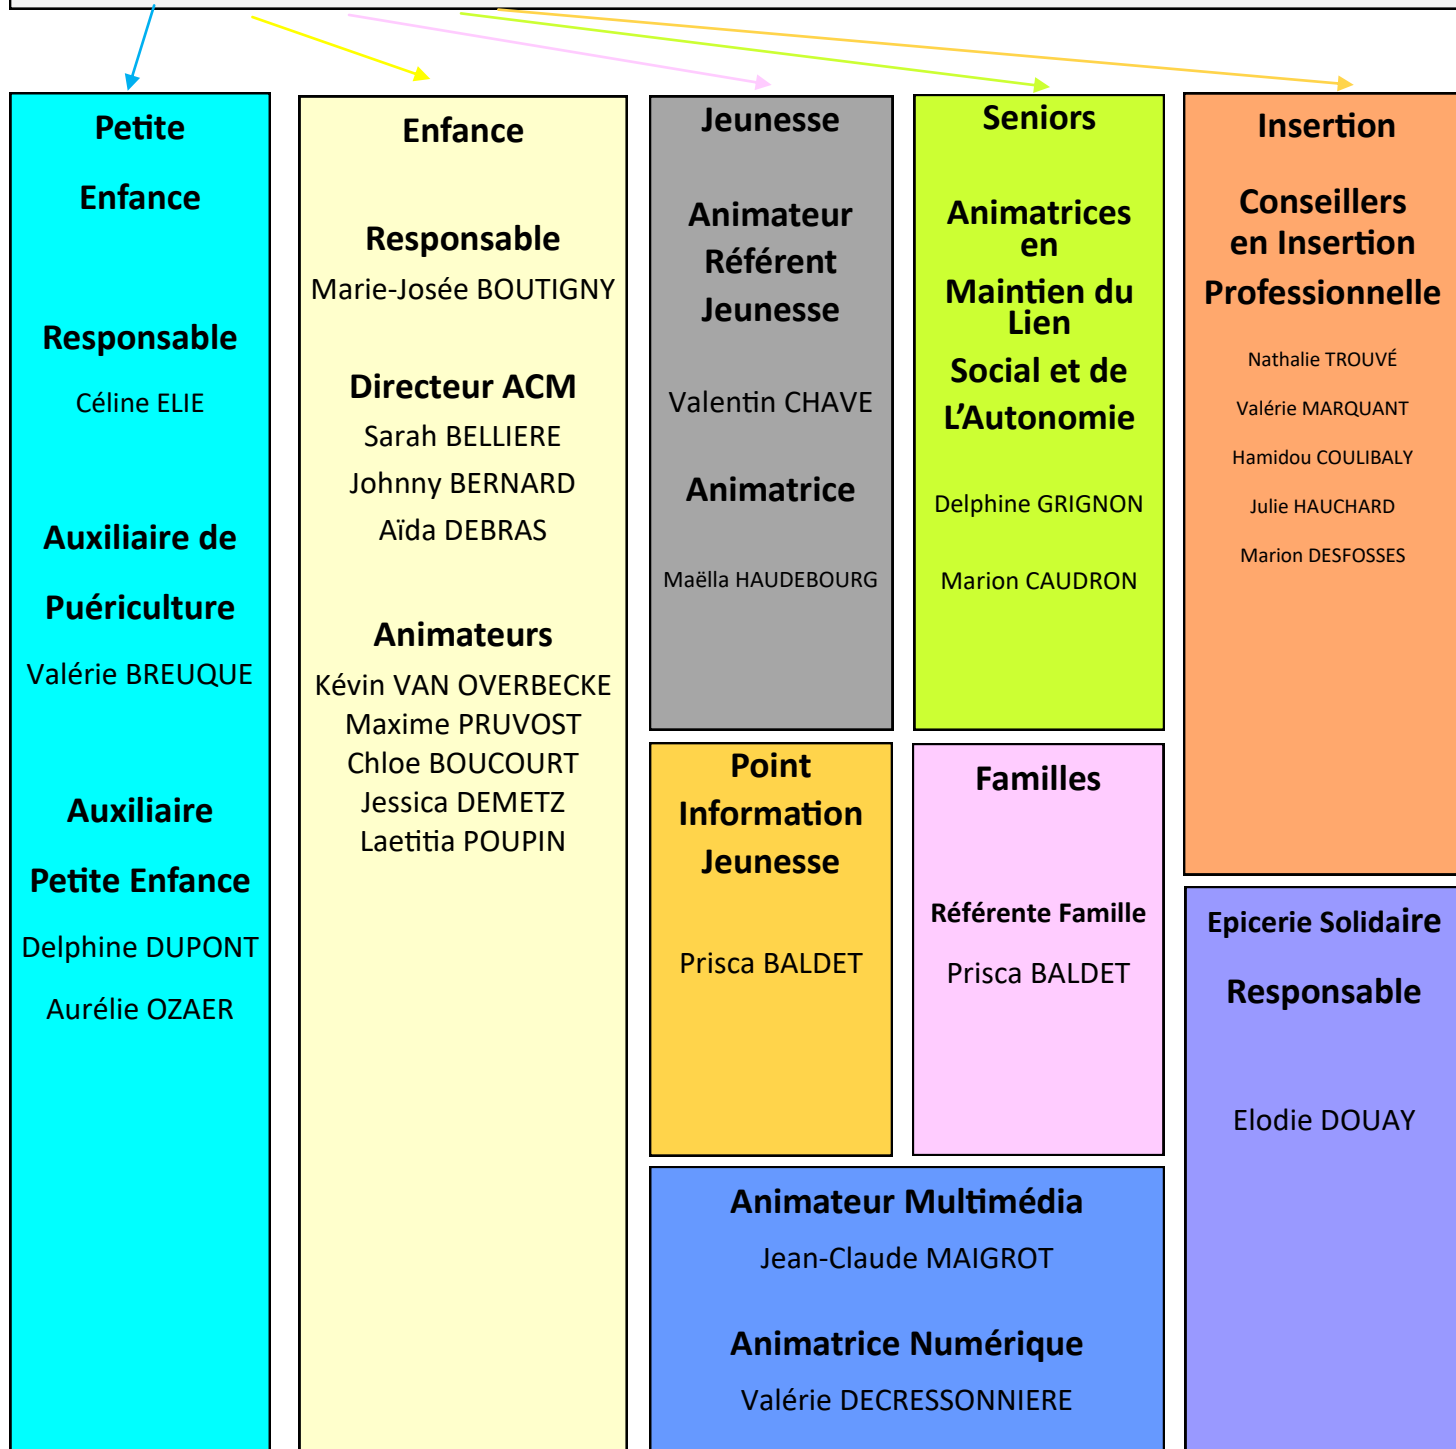 Petite
Enfance
Responsable
Céline ELIE
Auxiliaire de
Puériculture
Valérie BREUQUE
Auxiliaire
Petite Enfance
Delphine DUPONT
Aurélie OZAER
Enfance
Responsable
Marie-Josée BOUTIGNY
Directeur ACM
Sarah BELLIERE
Johnny BERNARD
Aïda DEBRAS
Animateurs
Kévin VAN OVERBECKE
Maxime PRUVOST
Chloe BOUCOURT
Jessica DEMETZ
Laetitia POUPIN
Jeunesse
Animateur
Référent
Jeunesse
Valentin CHAVE
Animatrice
Maëlla HAUDEBOURG
Point
Information
Jeunesse
Prisca BALDET
Seniors
Animatrices
en
Maintien du
Lien
Social et de
L’Autonomie
Delphine GRIGNON
Marion CAUDRON
Familles
Référente Famille
Prisca BALDET
Animateur Multimédia
Jean-Claude MAIGROT
Animatrice Numérique
Valérie DECRESSONNIERE
Insertion
Conseillers
en Insertion
Professionnelle
Nathalie TROUVÉ
Valérie MARQUANT
Hamidou COULIBALY
Julie HAUCHARD
Marion DESFOSSES
Epicerie Solidaire
Responsable
Elodie DOUAY